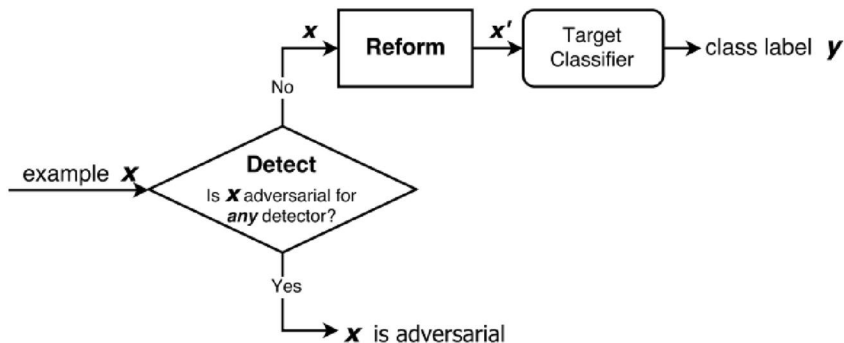 x
Reform
x'
Target
Classifier
class label y
No
example x
Detect
Is x adversarial for
any detector?
Yes
x is adversarial